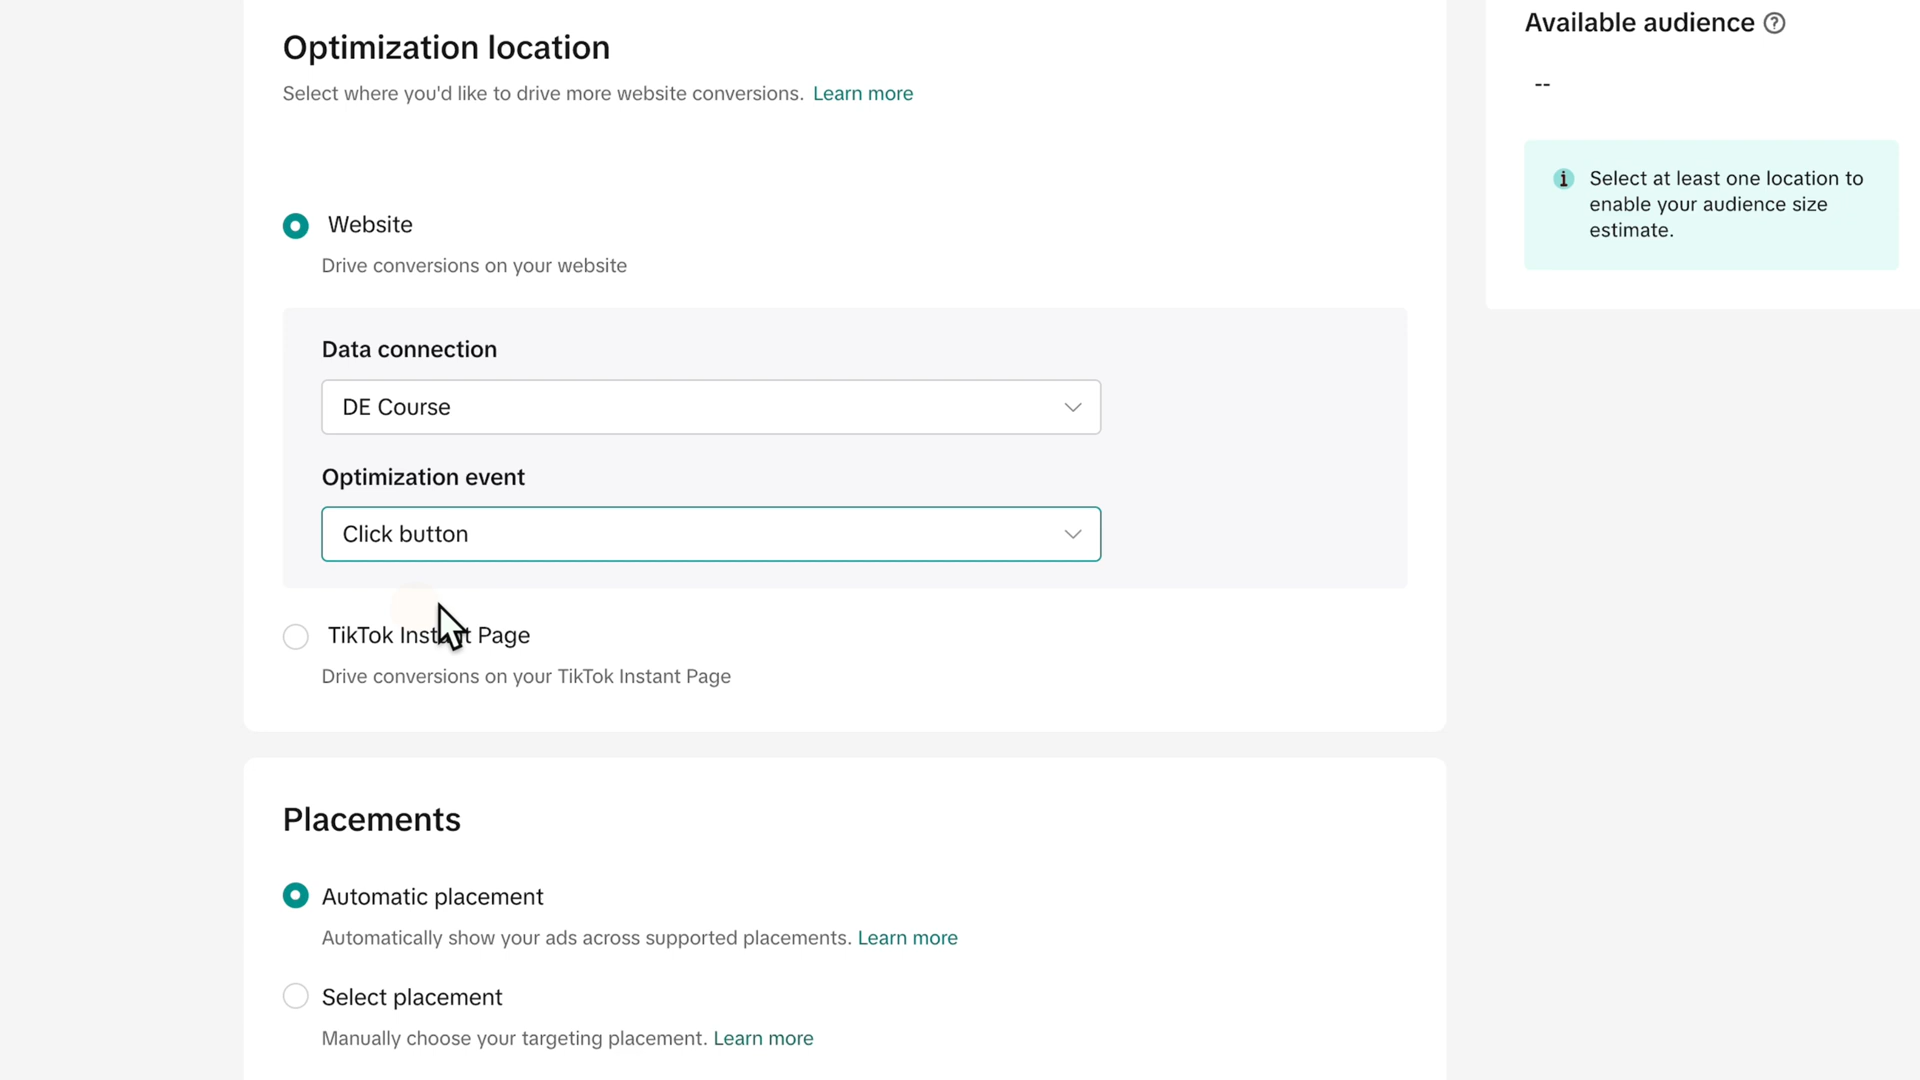 Optimization location
Select where you'd like to drive more website conversions. Learn more
Website
Drive conversions on your website
Data connection
DE Course
Optimization event
Click button
TikTok Instant Page
Drive conversions on your TikTok Instant Page
Placements
Automatic placement
Automatically show your ads across supported placements. Learn more
Select placement
Manually choose your targeting placement. Learn more
Available audience
--
Select at least one location to
enable your audience size
estimate.